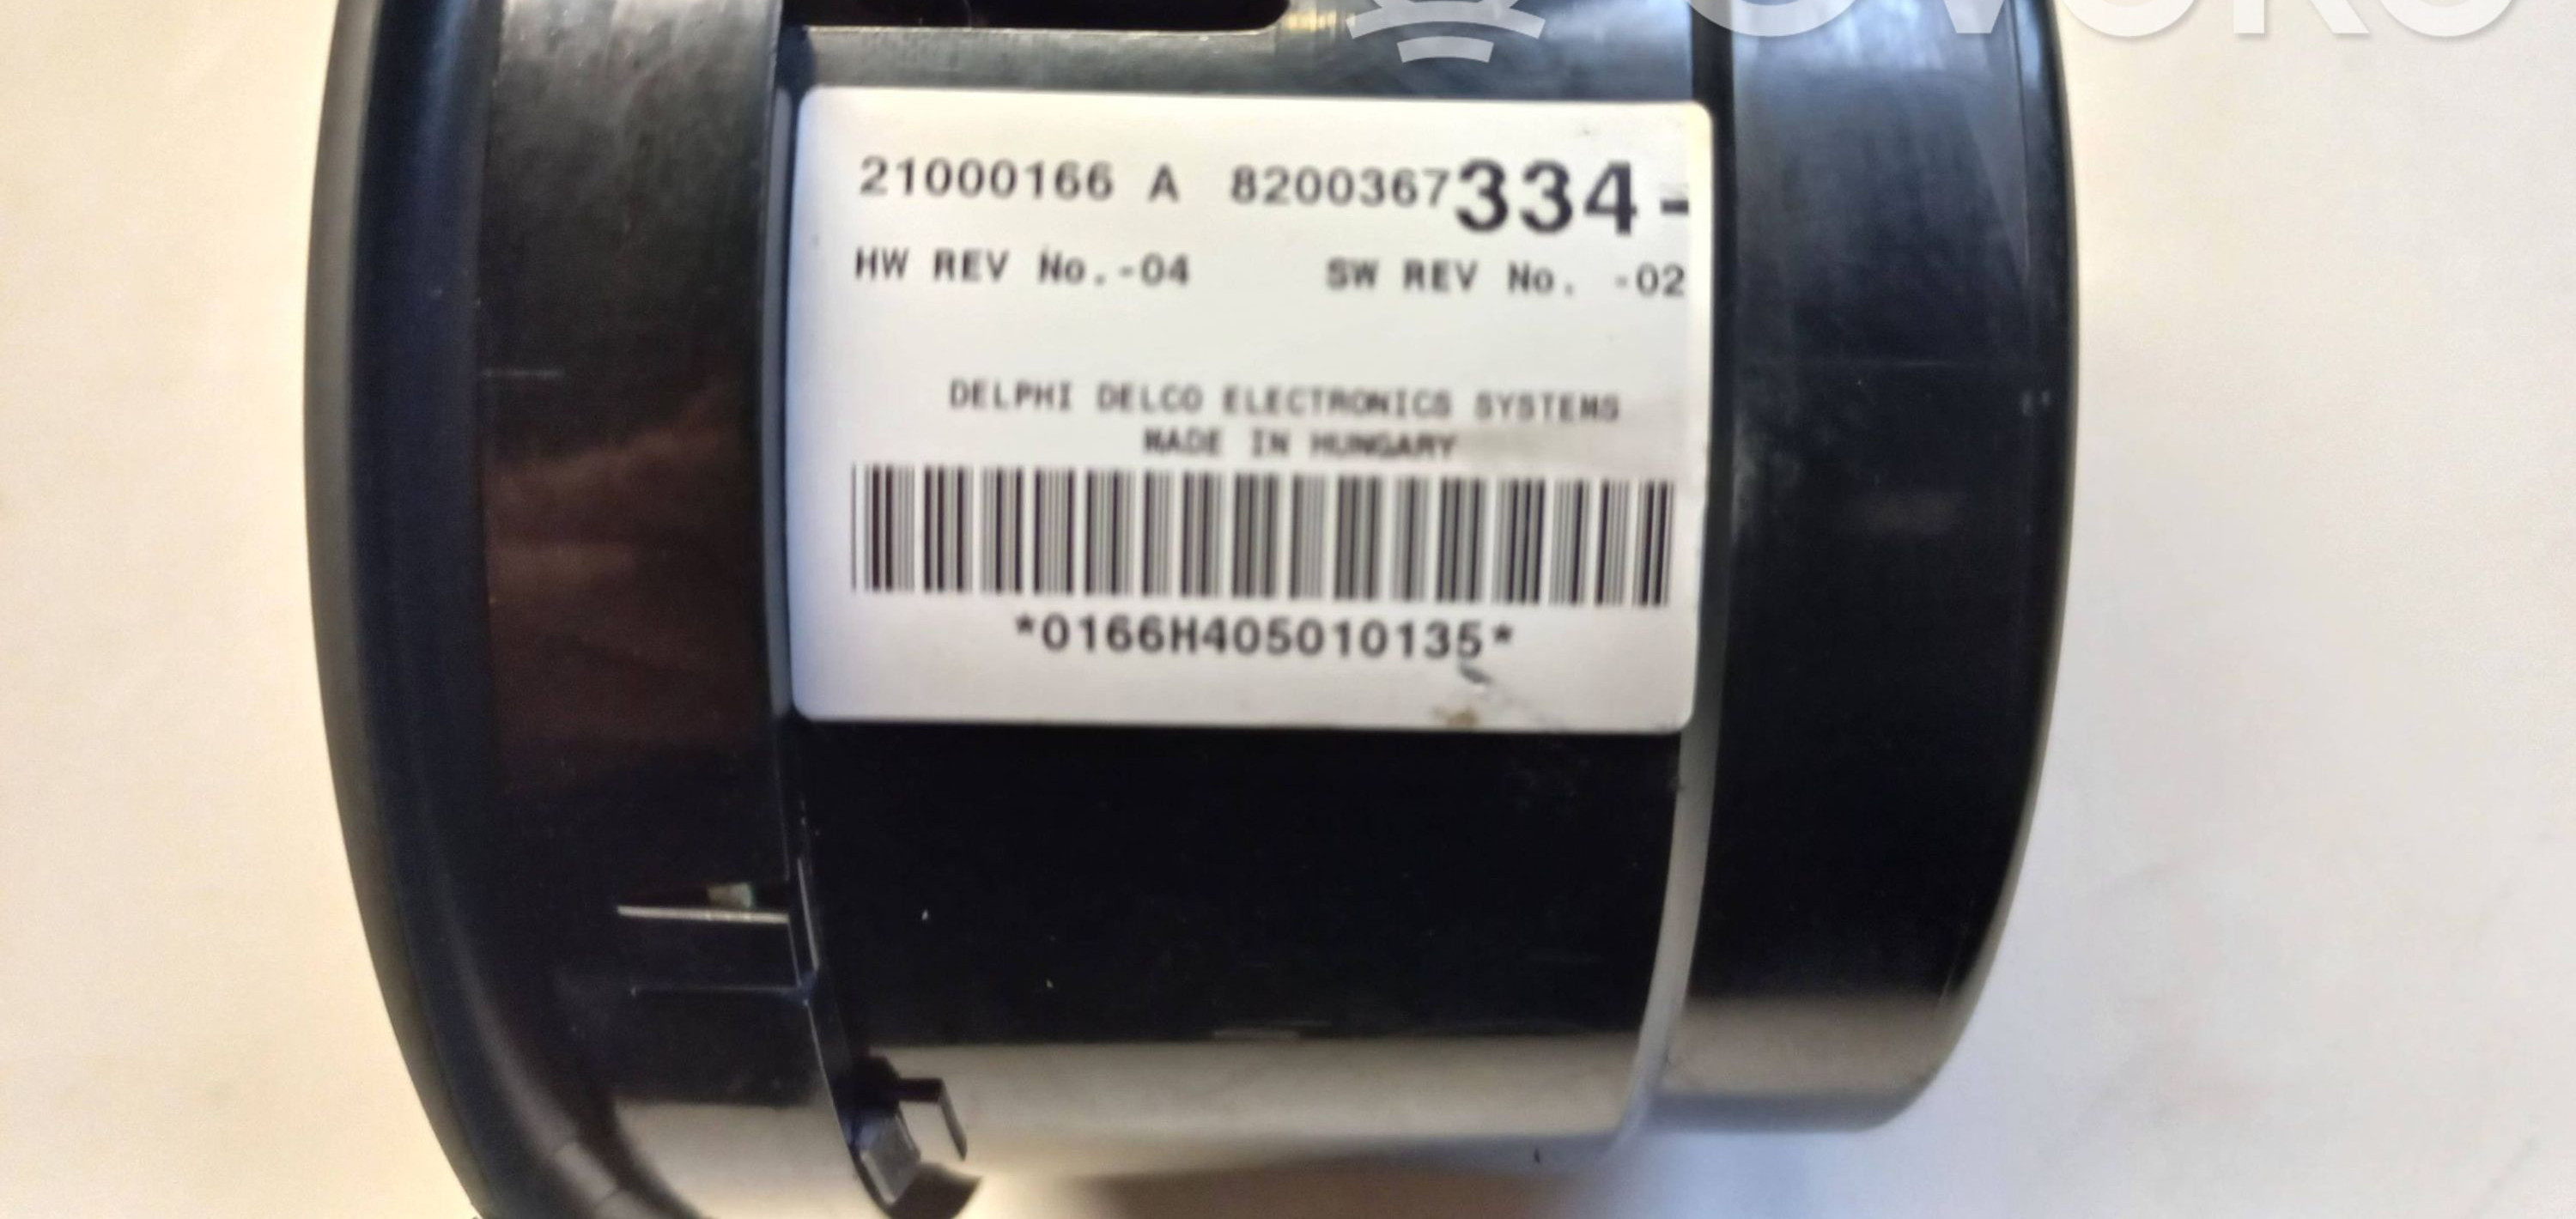 21000166 A 8200367334-
HW REV No.-04 SW REV No. -02
DELPHI DELCO ELECTRONICS SYSTEMS
MADE IN HUNGARY
*0166H405010135*